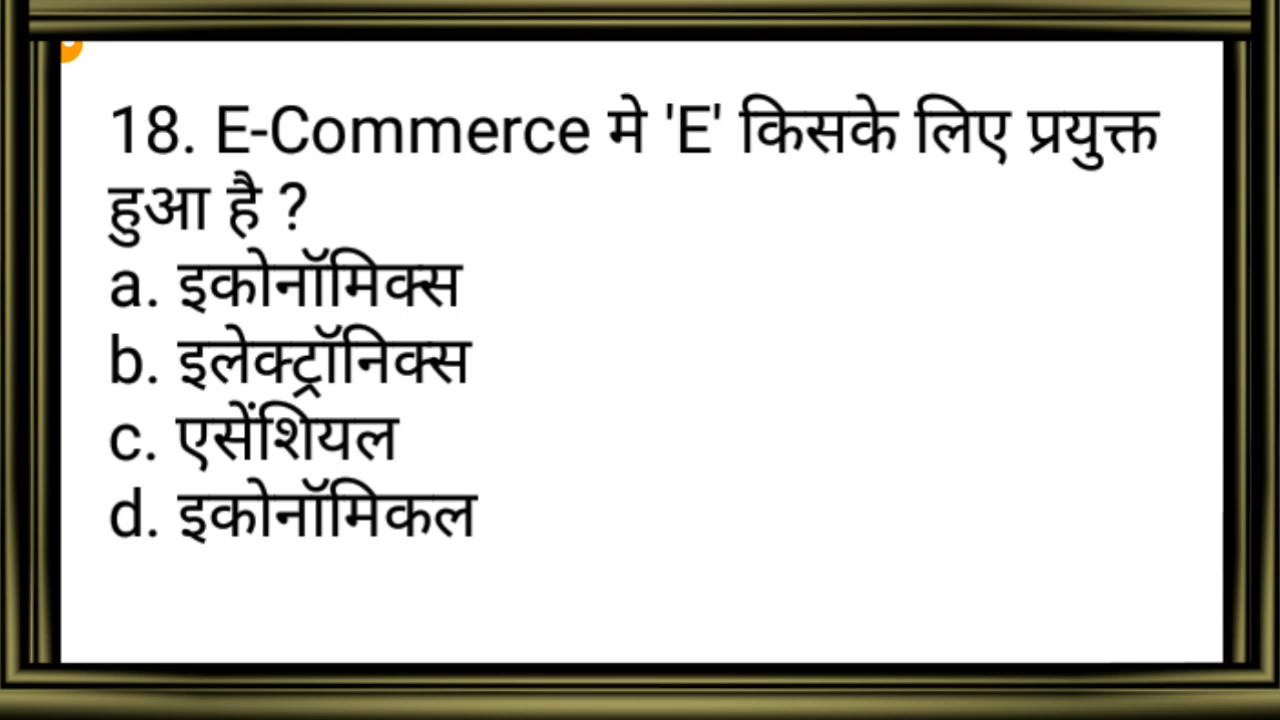 18. E-Commerce मे 'E' किसके लिए प्रयुक्त
हुआ है ?
a. इकोनॉमिक्स
b. इलेक्ट्रॉनिक्स
c. एसेंशियल
d. इकोनॉमिकल